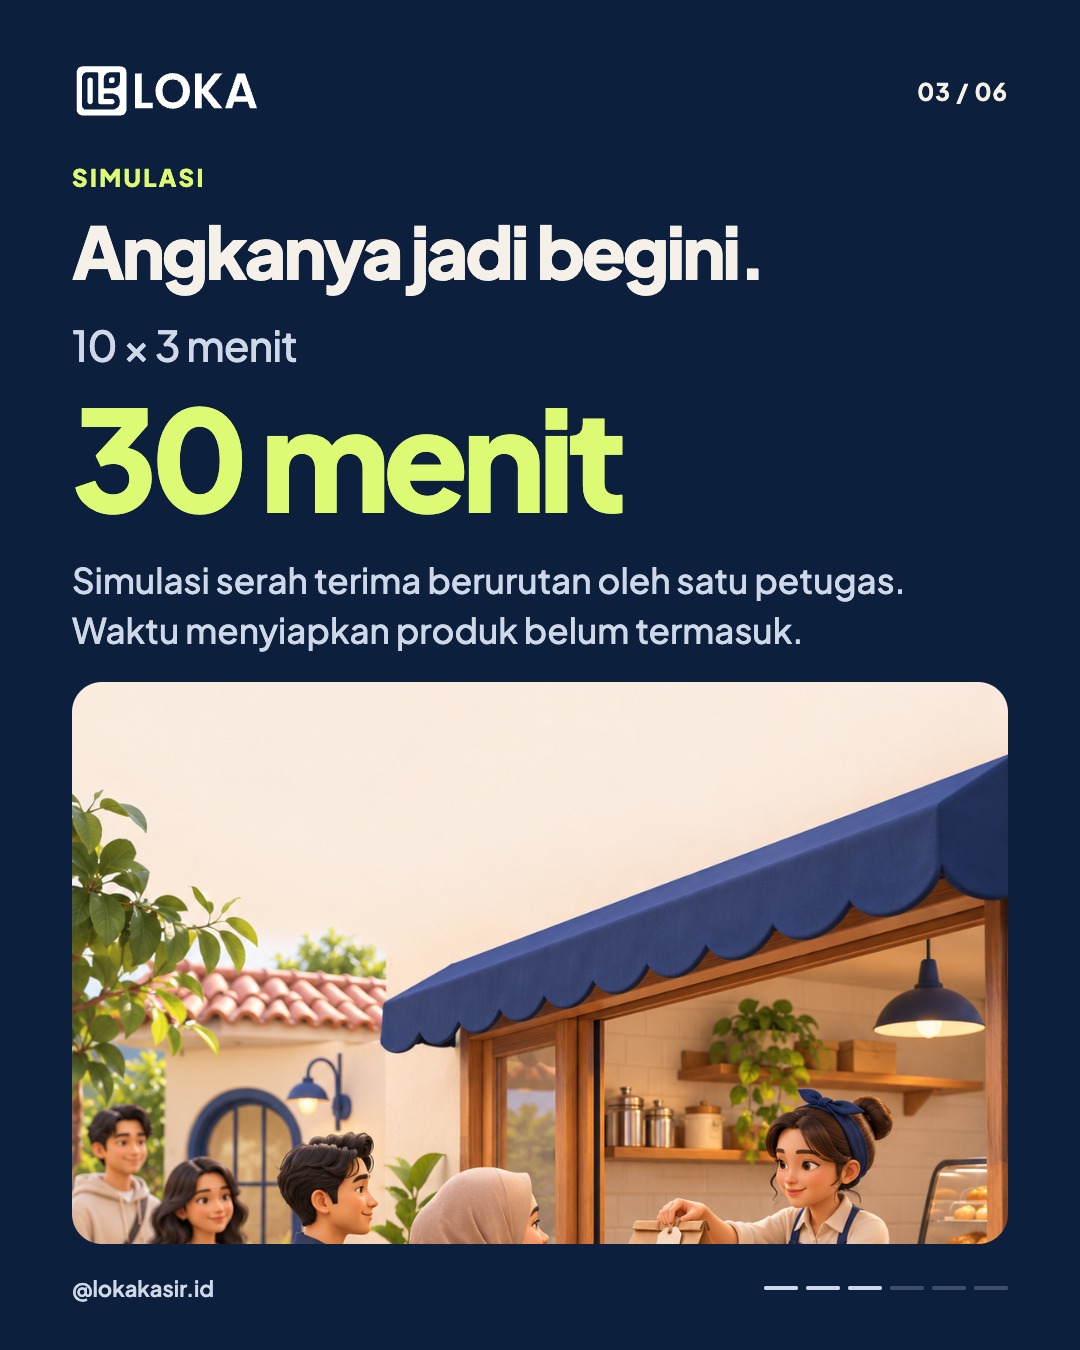 LOKA
03 / 06
SIMULASI
Angkanya jadi begini.
10 × 3 menit
30 menit
Simulasi serah terima berurutan oleh satu petugas.
Waktu menyiapkan produk belum termasuk.
@lokakasir.id